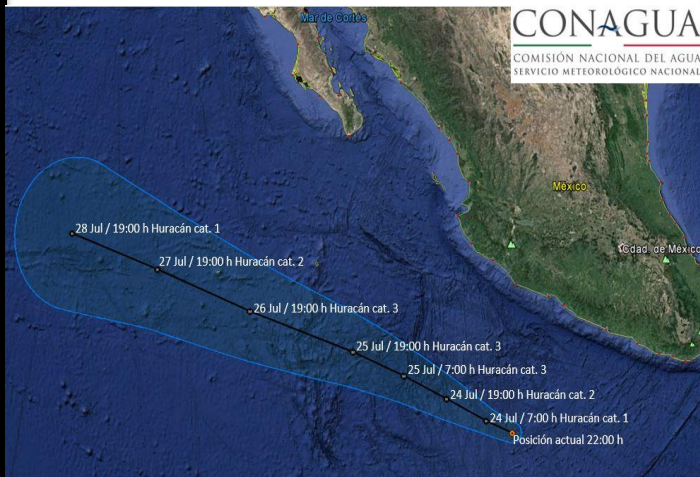 Mar de Cortés
CONAGUA
COMISIÓN NACIONAL DEL AGUA
SERVICIO METEOROLÓGICO NACIONAL
México
Cdad. de México
28 Jul / 19:00 h Huracán cat. 1
27 Jul / 19:00 h Huracán cat. 2
26 Jul / 19:00 h Huracán cat. 3
25 Jul / 19:00 h Huracán cat. 3
25 Jul / 7:00 h Huracán cat. 3
24 Jul / 19:00 h Huracán cat. 2
24 Jul / 7:00 h Huracán cat. 1
Posición actual 22:00 h